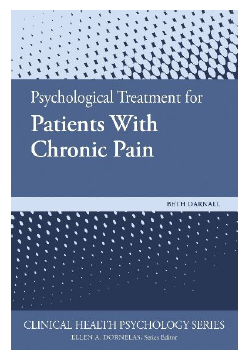 Psychological Treatment for
Patients With
Chronic Pain
BETH DARNALL
CLINICAL HEALTH PSYCHOLOGY SERIES
ELLEN A. DORNELAS, Series Editor